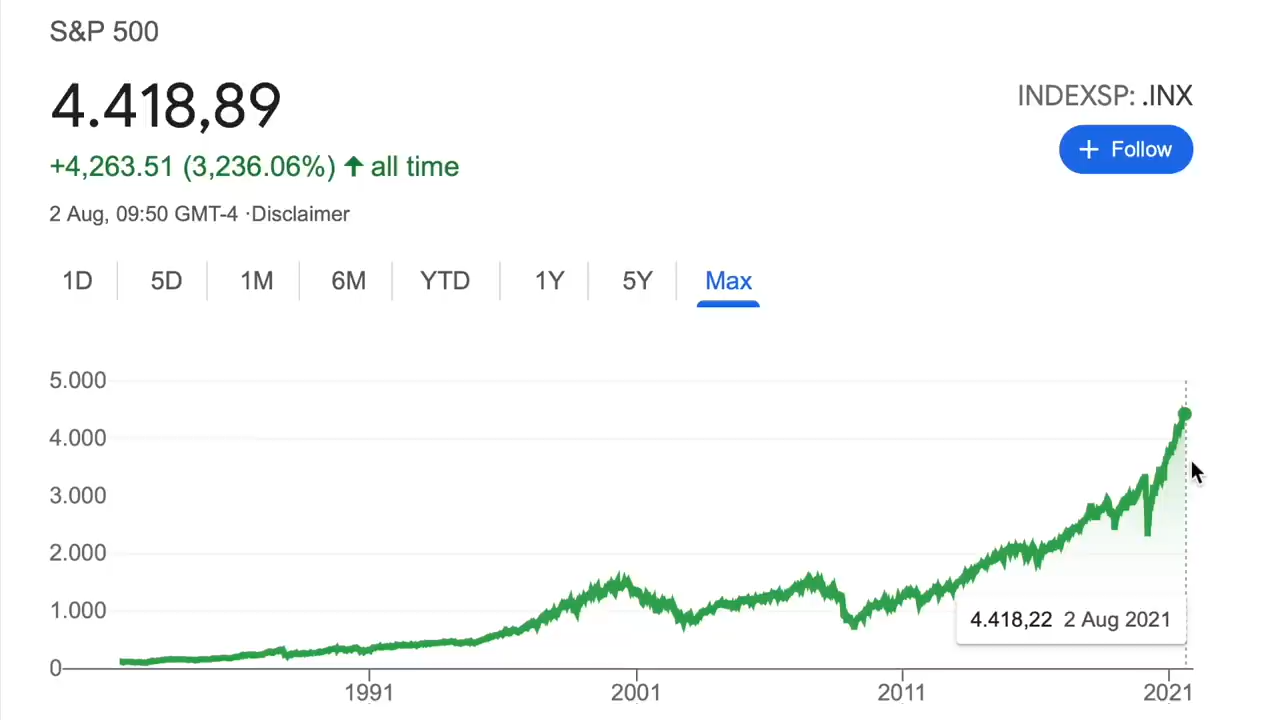 S&P 500
4.418,89
INDEXSP: .INX
+ Follow
+4,263.51 (3,236.06%) ↑ all time
2 Aug, 09:50 GMT-4 ·Disclaimer
1D 5D 1M 6M YTD 1Y 5Y Max
5.000
4.000
3.000
2.000
1.000
4.418,22 2 Aug 2021
0
1991 2001 2011 2021